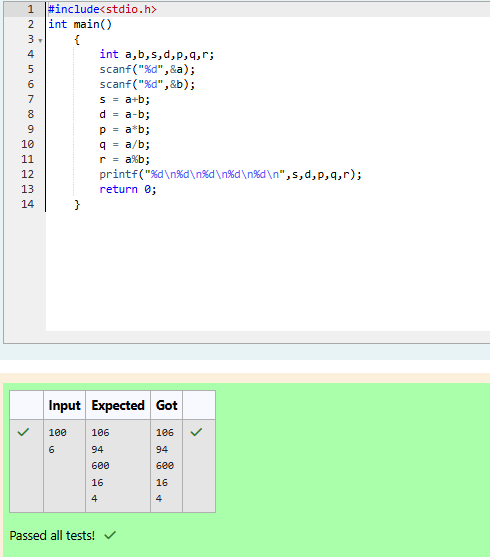 1 #include<stdio.h>
2 int main()
3 {
4 int a,b,s,d,p,q,r;
5 scanf("%d",&a);
6 scanf("%d",&b);
7 s = a+b;
8 d = a-b;
9 p = a*b;
10 q = a/b;
11 r = a%b;
12 printf("%d\n%d\n%d\n%d\n%d\n",s,d,p,q,r);
13 return 0;
14 }
Input Expected Got
100 106 106
6 94 94
600 600
16 16
4 4
Passed all tests!